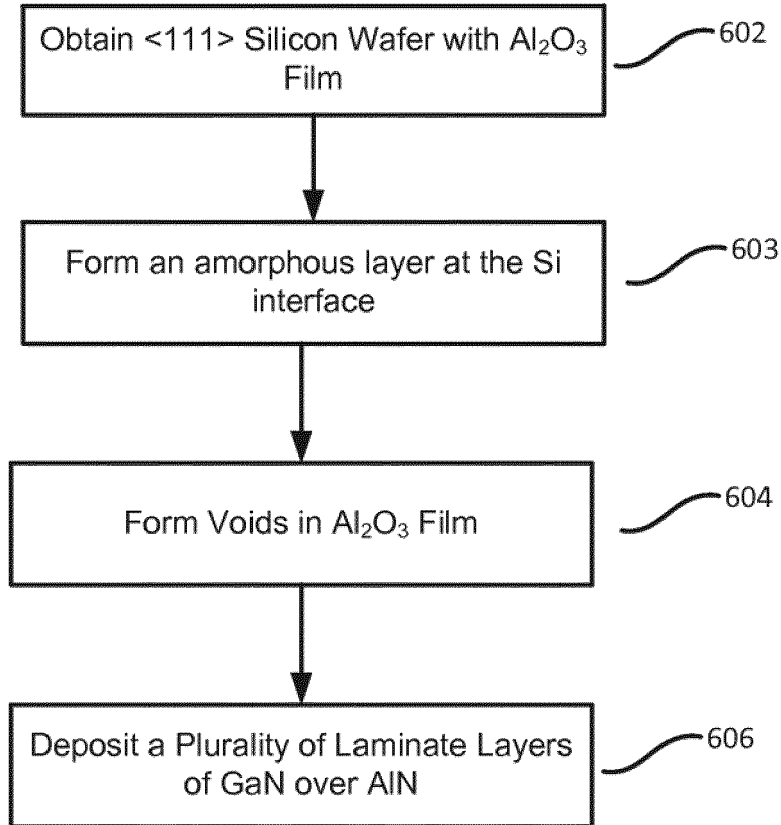 Obtain <111> Silicon Wafer with Al₂O₃
Film
602
Form an amorphous layer at the Si
interface
603
Form Voids in Al₂O₃ Film
604
Deposit a Plurality of Laminate Layers
of GaN over AlN
606